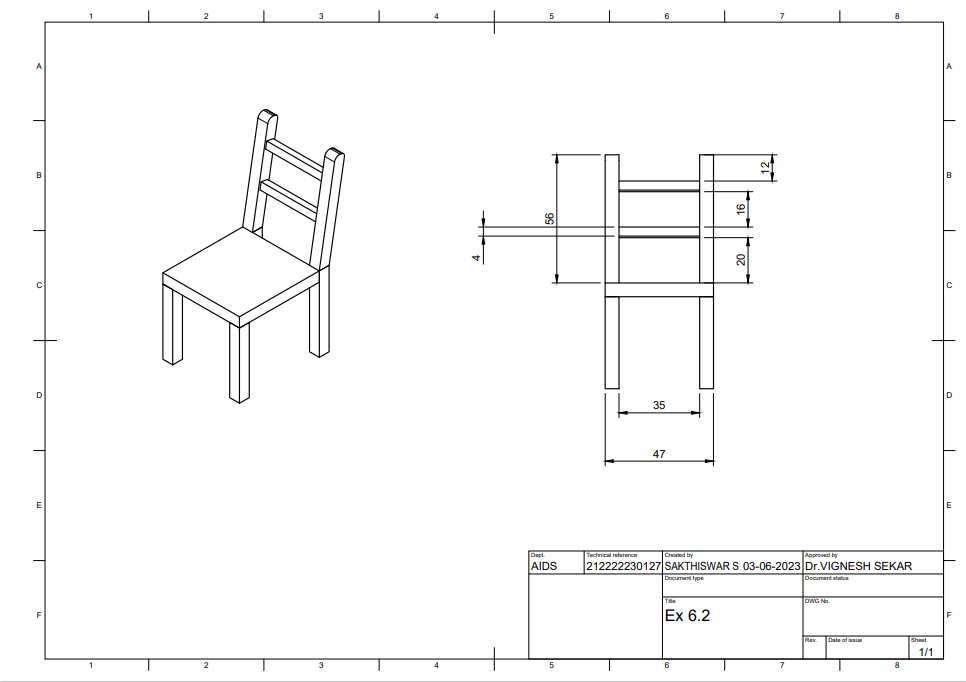 1 2 3 4 5 6 7 8
A A
B B
C C
D D
E E
F F
12
16
56
20
4
35
47
Dept. Technical reference Created by Approved by
AIDS 212222230127 SAKTHISWAR S 03-06-2023 Dr.VIGNESH SEKAR
Document type Document status
Title DWG No.
Ex 6.2
Rev. Date of issue Sheet
1/1
1 2 3 4 5 6 7 8